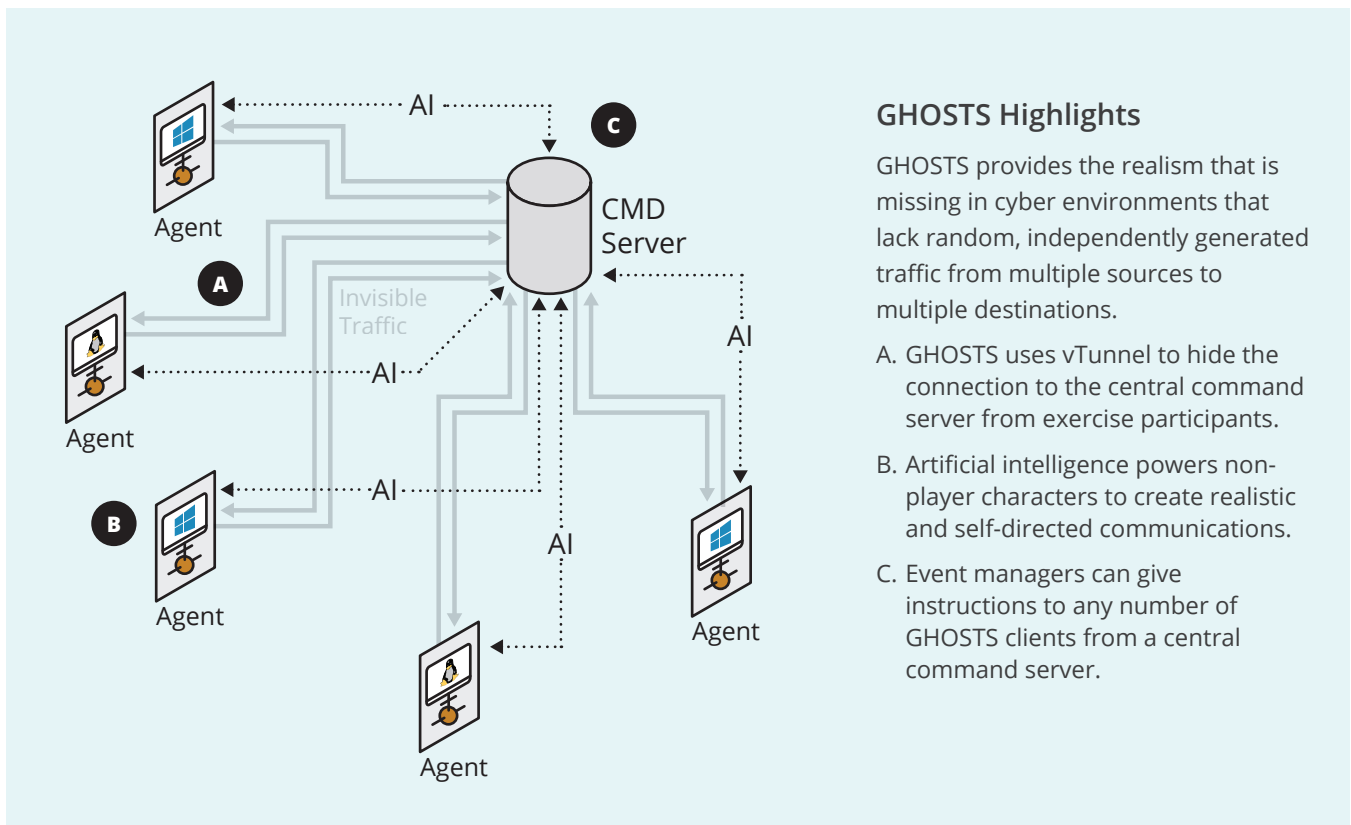 AI
C
CMD
Server
Agent
A
Invisible
Traffic
AI
AI
Agent
AI
B
AI
Agent
Agent
Agent
GHOSTS Highlights
GHOSTS provides the realism that is
missing in cyber environments that
lack random, independently generated
traffic from multiple sources to
multiple destinations.
A. GHOSTS uses vTunnel to hide the
connection to the central command
server from exercise participants.
B. Artificial intelligence powers non-
player characters to create realistic
and self-directed communications.
C. Event managers can give
instructions to any number of
GHOSTS clients from a central
command server.